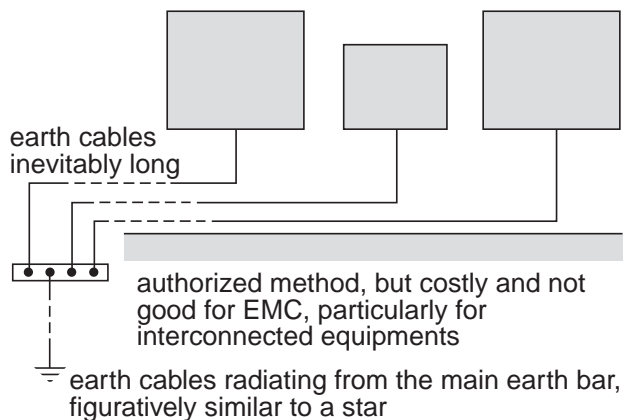 earth cables
inevitably long
authorized method, but costly and not
good for EMC, particularly for
interconnected equipments
earth cables radiating from the main earth bar,
figuratively similar to a star